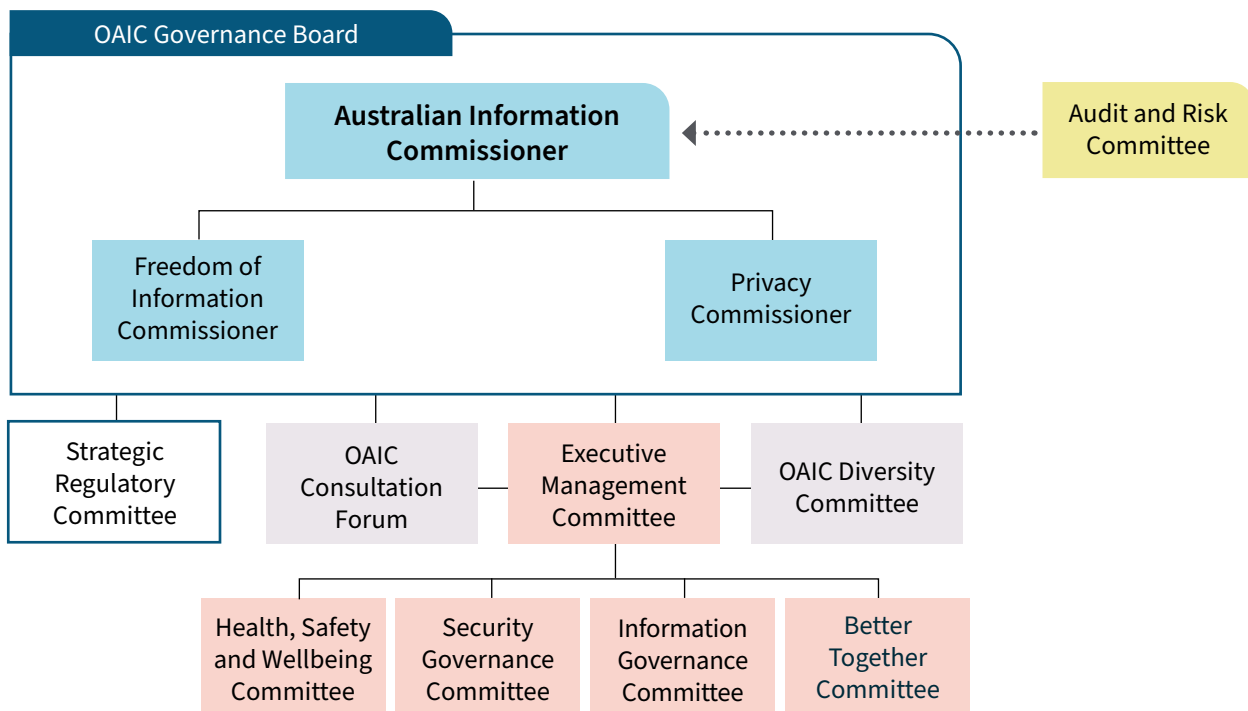 OAIC Governance Board
Australian Information
Commissioner
Audit and Risk
Committee
Freedom of
Information
Commissioner
Privacy
Commissioner
Strategic
Regulatory
Committee
OAIC
Consultation
Forum
Executive
Management
Committee
OAIC Diversity
Committee
Health, Safety
and Wellbeing
Committee
Security
Governance
Committee
Information
Governance
Committee
Better
Together
Committee